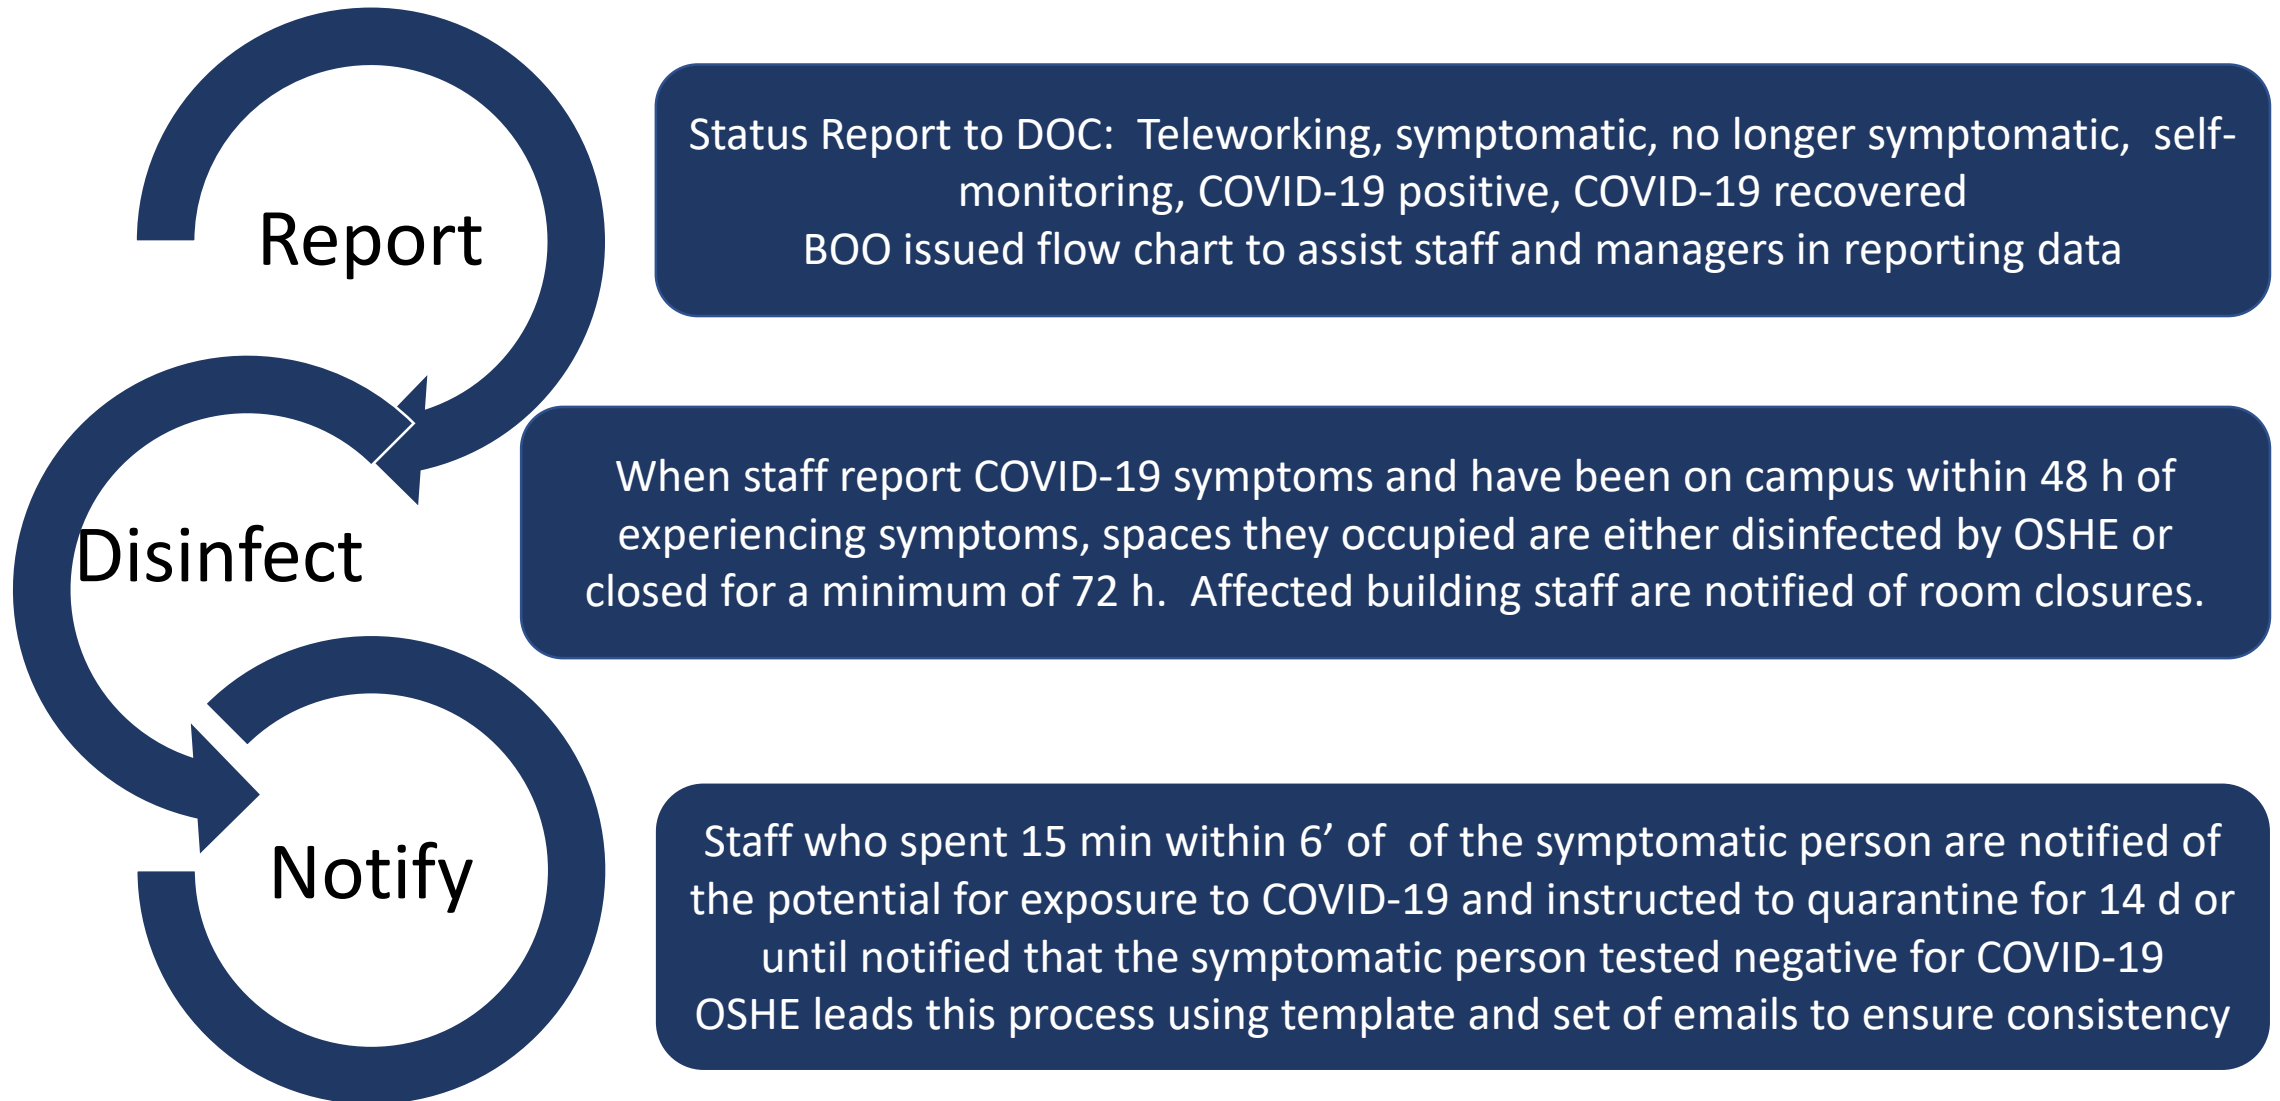 Report
Status Report to DOC:  Teleworking, symptomatic, no longer symptomatic,  self-
monitoring, COVID-19 positive, COVID-19 recovered
BOO issued flow chart to assist staff and managers in reporting data
Disinfect
When staff report COVID-19 symptoms and have been on campus within 48 h of
experiencing symptoms, spaces they occupied are either disinfected by OSHE or
closed for a minimum of 72 h.  Affected building staff are notified of room closures.
Notify
Staff who spent 15 min within 6’ of  of the symptomatic person are notified of
the potential for exposure to COVID-19 and instructed to quarantine for 14 d or
until notified that the symptomatic person tested negative for COVID-19
OSHE leads this process using template and set of emails to ensure consistency